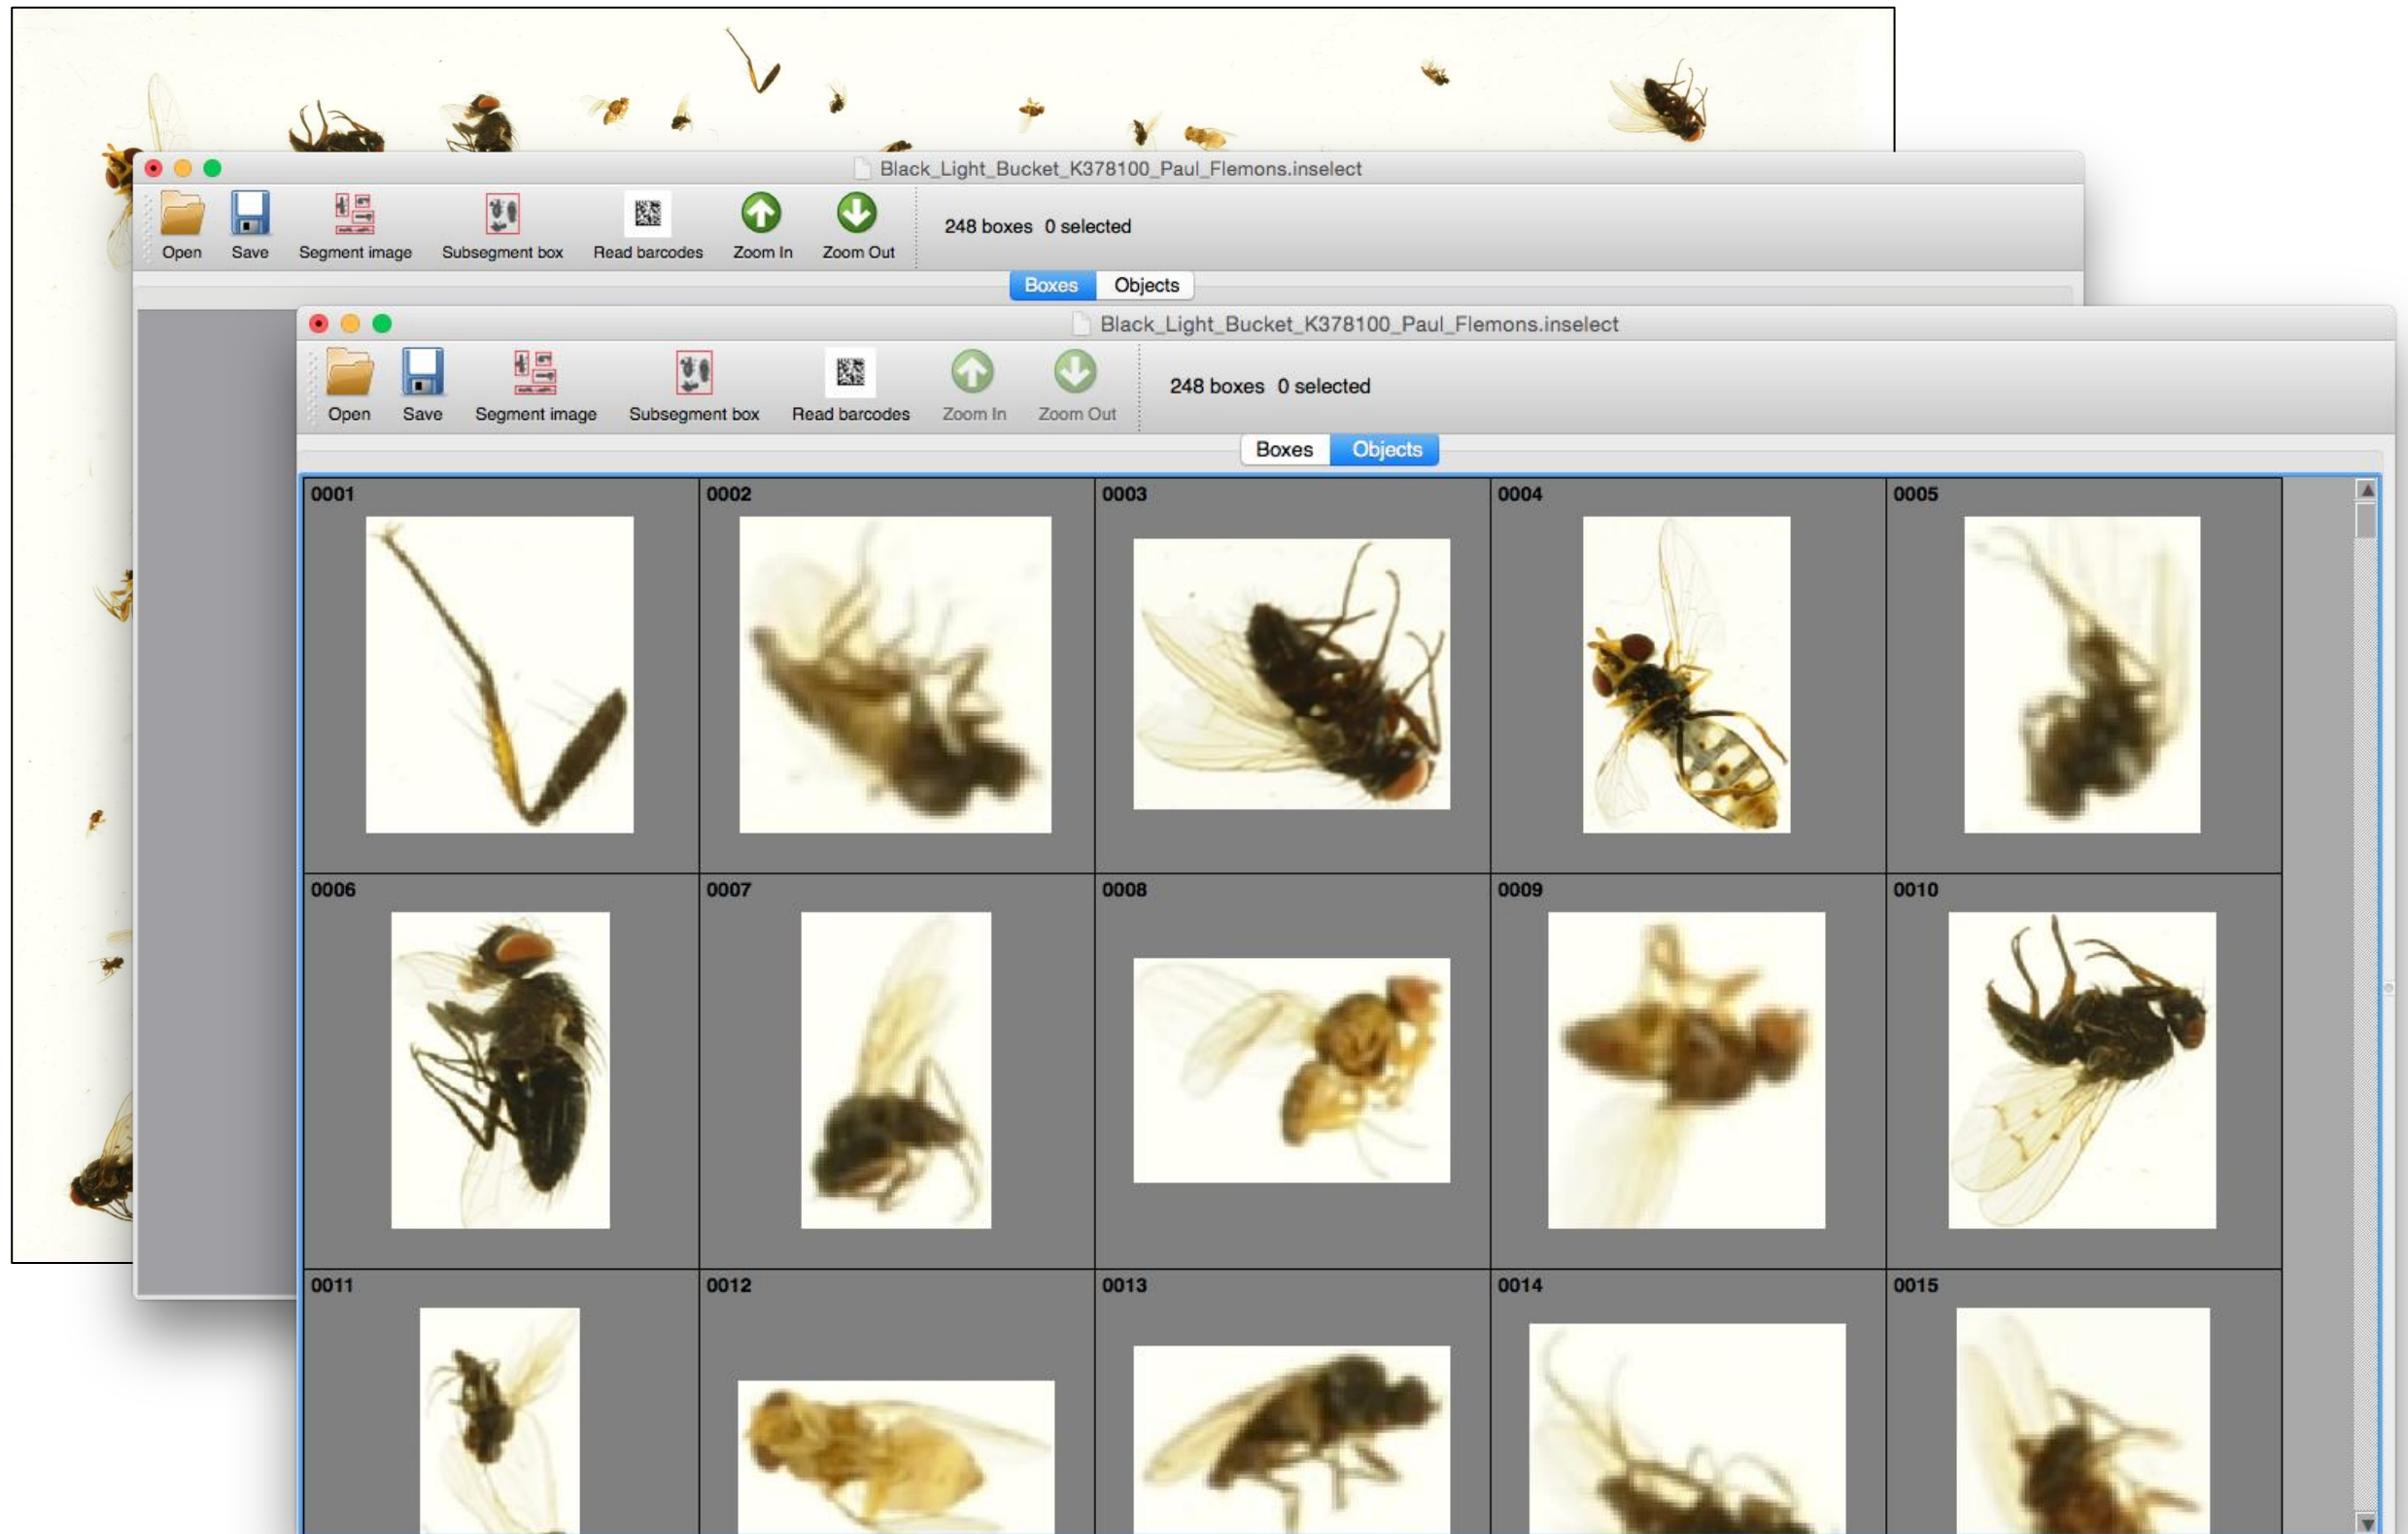 Black_Light_Bucket_K378100_Paul_Flemons.inselect
Open Save Segment image Subsegment box Read barcodes Zoom In Zoom Out
248 boxes 0 selected
Boxes Objects
Black_Light_Bucket_K378100_Paul_Flemons.inselect
Open Save Segment image Subsegment box Read barcodes Zoom In Zoom Out
248 boxes 0 selected
Boxes Objects
0001 0002 0003 0004 0005
0006 0007 0008 0009 0010
0011 0012 0013 0014 0015